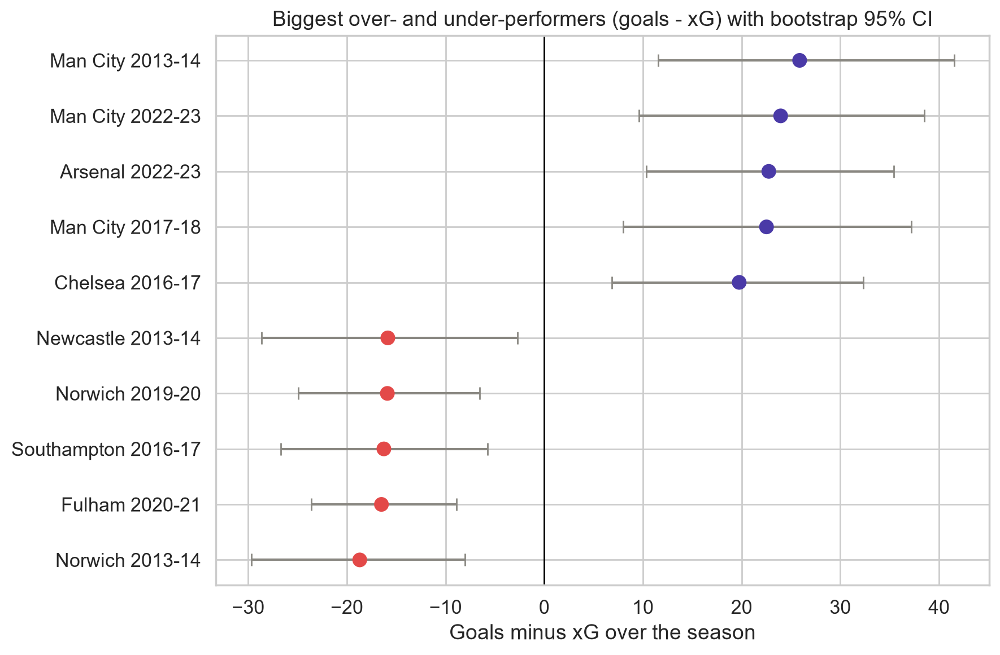 Biggest over- and under-performers (goals - xG) with bootstrap 95% CI
Man City 2013-14
Man City 2022-23
Arsenal 2022-23
Man City 2017-18
Chelsea 2016-17
Newcastle 2013-14
Norwich 2019-20
Southampton 2016-17
Fulham 2020-21
Norwich 2013-14
−30 −20 −10 0 10 20 30 40
Goals minus xG over the season